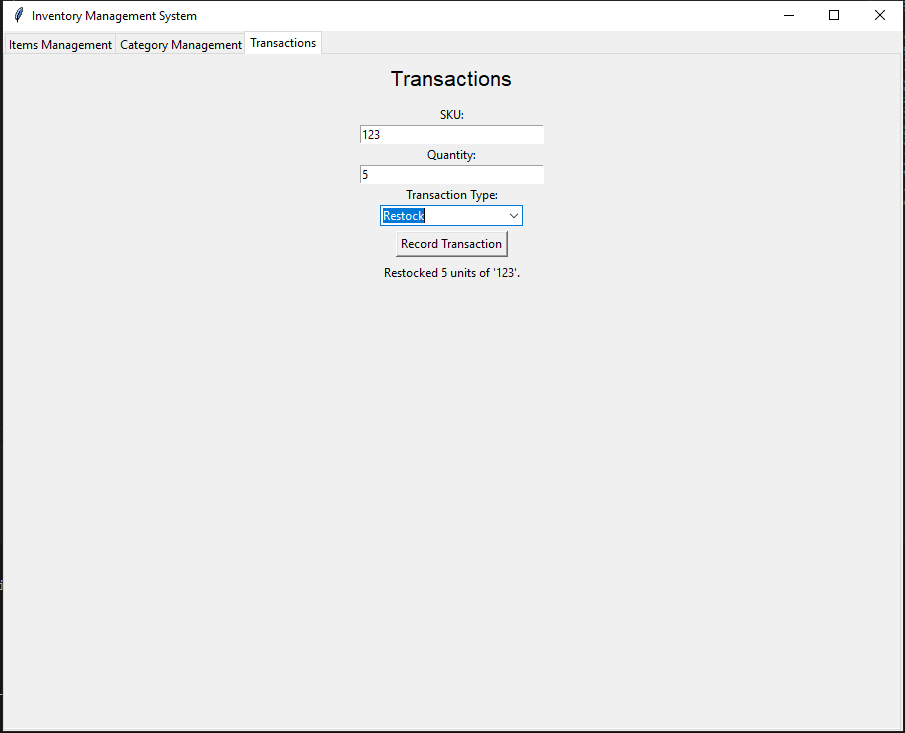 Inventory Management System
Items Management Category Management Transactions
Transactions
SKU:
123
Quantity:
5
Transaction Type:
Restock
Record Transaction
Restocked 5 units of '123'.